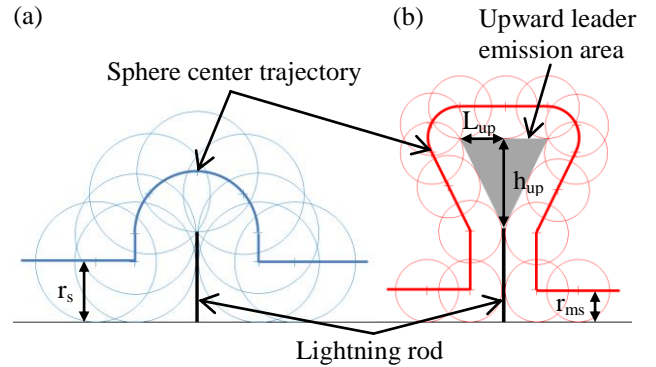 (a)
(b)
Upward leader
emission area
Sphere center trajectory
L_up
h_up
r_s
r_ms
Lightning rod